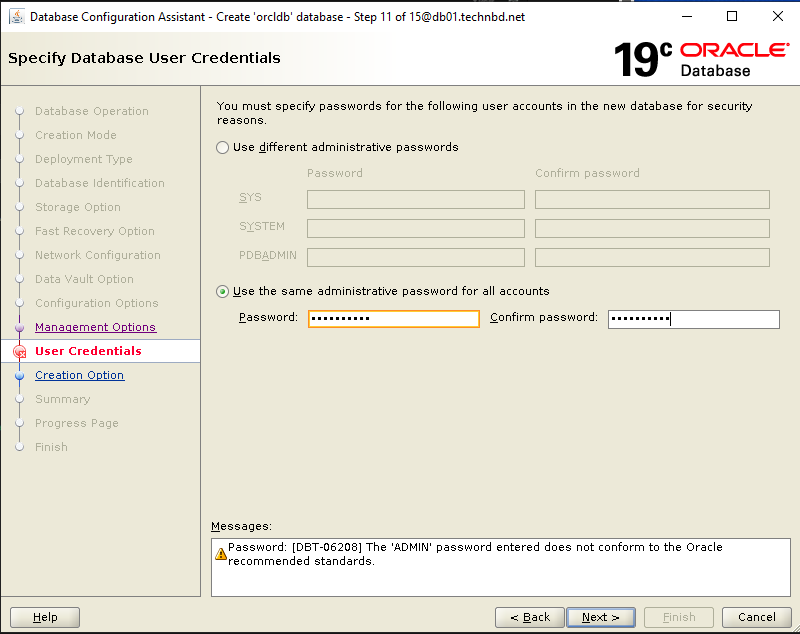 Database Configuration Assistant - Create 'orcldb' database - Step 11 of 15@db01.technbd.net
Specify Database User Credentials
19c ORACLE
Database
Database Operation
Creation Mode
Deployment Type
Database Identification
Storage Option
Fast Recovery Option
Network Configuration
Data Vault Option
Configuration Options
Management Options
User Credentials
Creation Option
Summary
Progress Page
Finish
You must specify passwords for the following user accounts in the new database for security
reasons.
Use different administrative passwords
Password Confirm password
SYS
SYSTEM
PDBADMIN
Use the same administrative password for all accounts
Password: •••••••••• Confirm password: ••••••••••
Messages:
Password: [DBT-06208] The 'ADMIN' password entered does not conform to the Oracle
recommended standards.
Help < Back Next > Finish Cancel